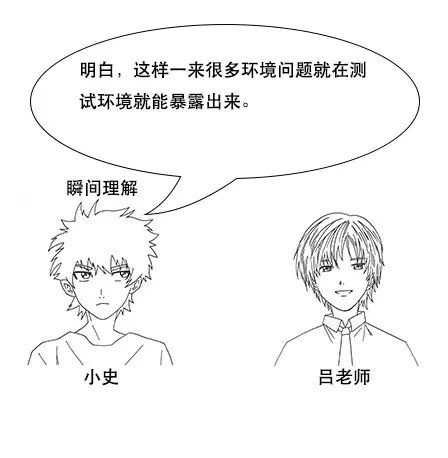 明白，这样一来很多环境问题就在测
试环境就能暴露出来。
瞬间理解
小史
吕老师